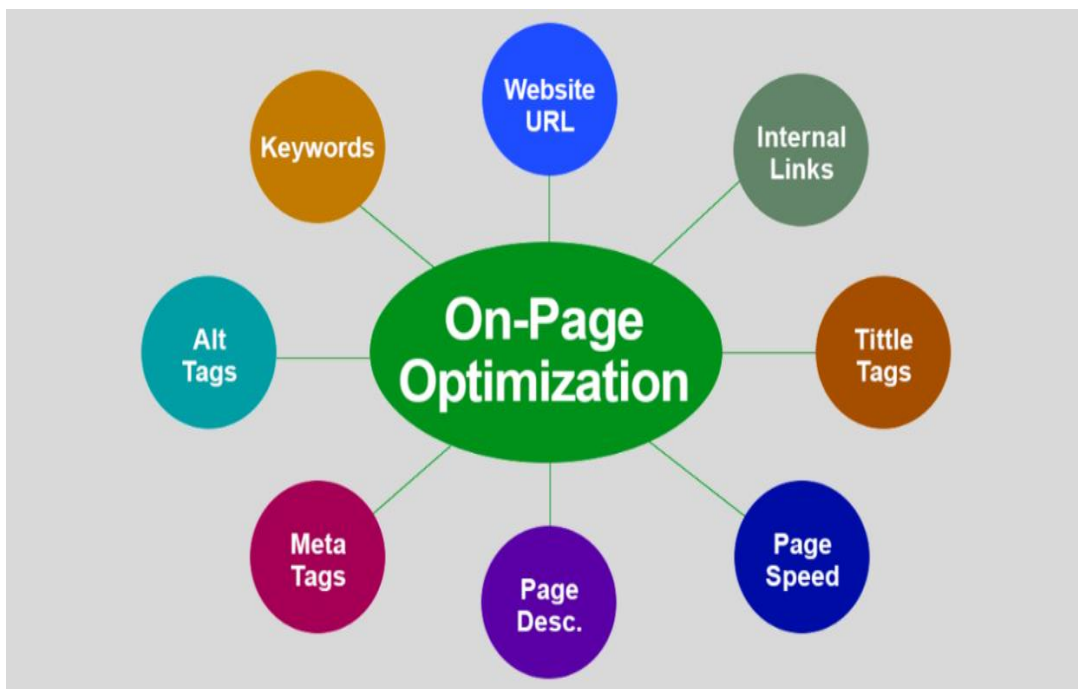 Website
URL
Keywords
Internal
Links
On-Page
Optimization
Alt
Tags
Tittle
Tags
Meta
Tags
Page
Desc.
Page
Speed